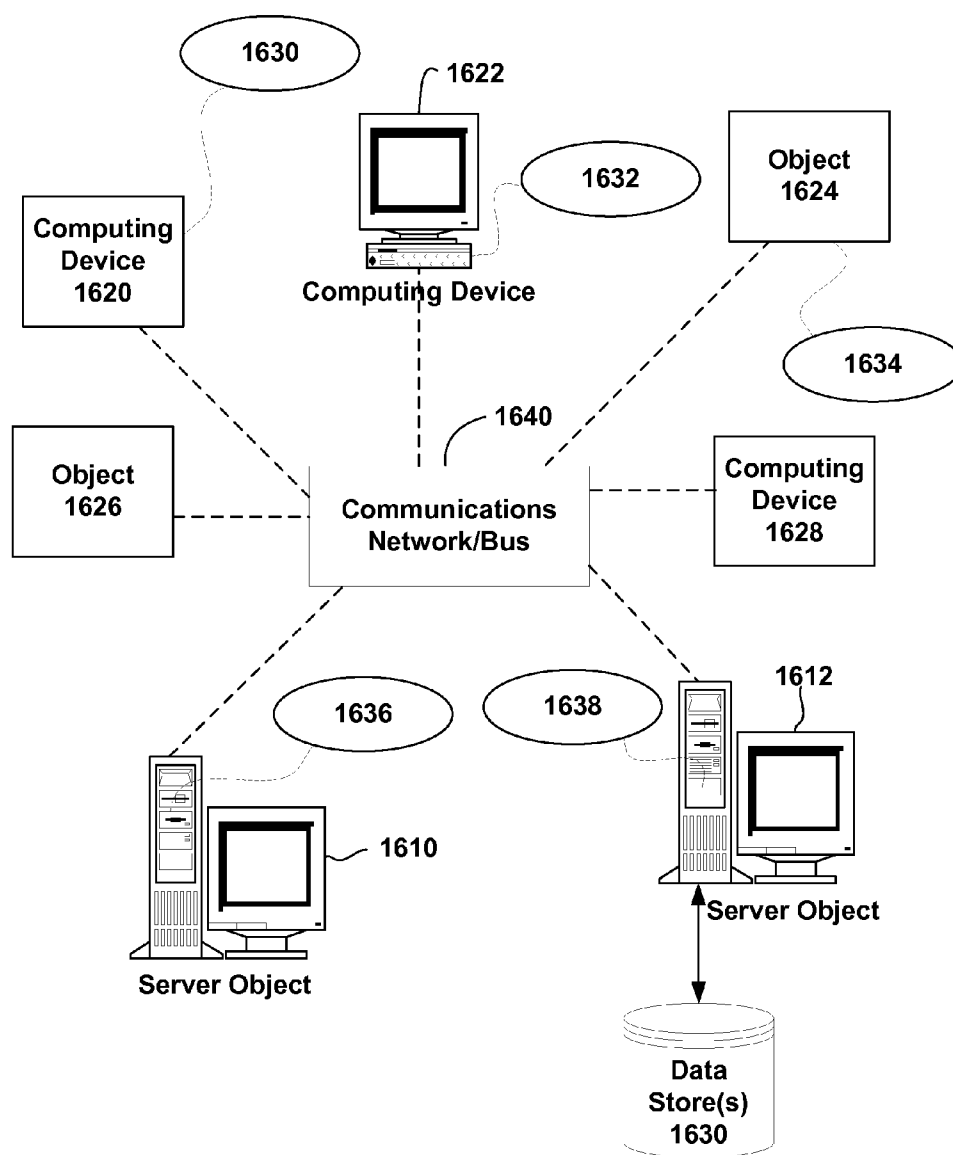 1630
1622
1632
Object
1624
Computing
Device
1620
Computing Device
1634
1640
Object
1626
Communications
Network/Bus
Computing
Device
1628
1636
1638
1612
1610
Server Object
Server Object
Data
Store(s)
1630